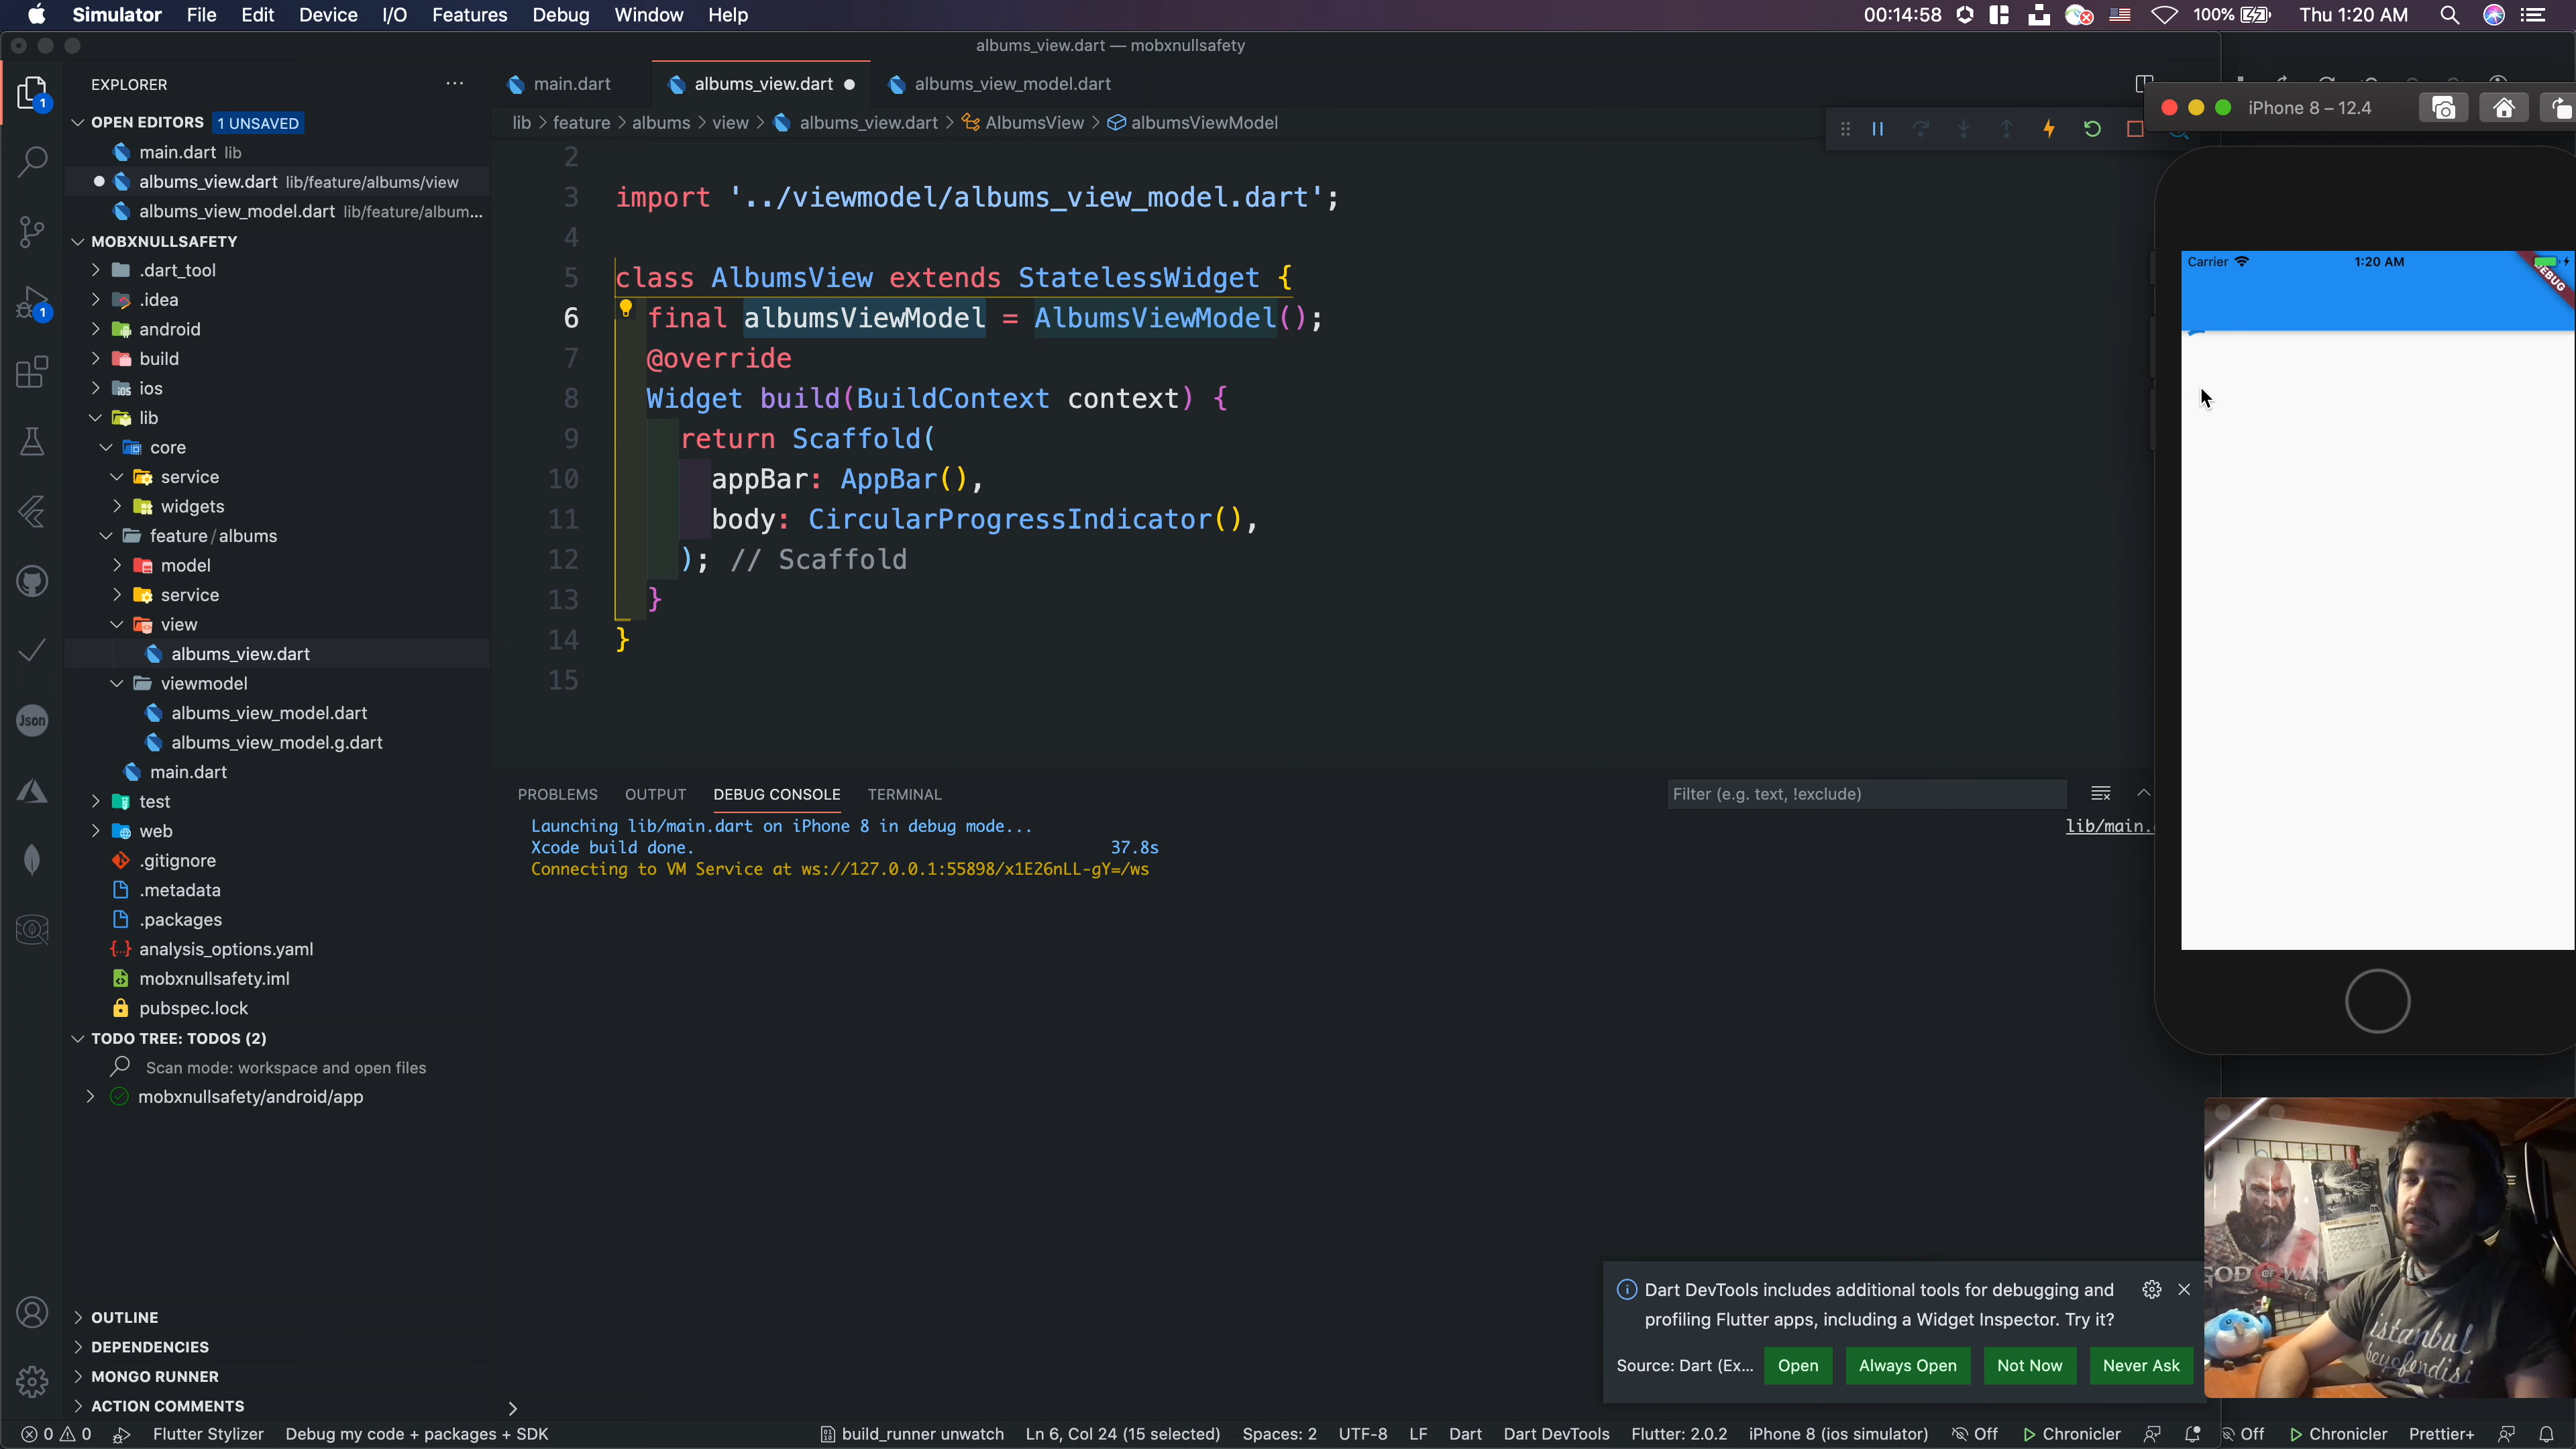 Simulator File Edit Device I/O Features Debug Window Help
00:14:58 100% Thu 1:20 AM
albums_view.dart — mobxnullsafety
EXPLORER
main.dart albums_view.dart albums_view_model.dart
iPhone 8 – 12.4
OPEN EDITORS 1 UNSAVED
lib > feature > albums > view > albums_view.dart > AlbumsView > albumsViewModel
main.dart lib
albums_view.dart lib/feature/albums/view
albums_view_model.dart lib/feature/album...
MOBXNULLSAFETY
.dart_tool
.idea
android
build
ios
lib
core
service
widgets
feature / albums
model
service
view
albums_view.dart
viewmodel
albums_view_model.dart
albums_view_model.g.dart
main.dart
test
web
.gitignore
.metadata
.packages
analysis_options.yaml
mobxnullsafety.iml
pubspec.lock
TODO TREE: TODOS (2)
Scan mode: workspace and open files
mobxnullsafety/android/app
OUTLINE
DEPENDENCIES
MONGO RUNNER
ACTION COMMENTS
1
1
Json
2
3 import '../viewmodel/albums_view_model.dart';
4
5 class AlbumsView extends StatelessWidget {
6 final albumsViewModel = AlbumsViewModel();
7 @override
8 Widget build(BuildContext context) {
9 return Scaffold(
10 appBar: AppBar(),
11 body: CircularProgressIndicator(),
12 ); // Scaffold
13 }
14 }
15
PROBLEMS OUTPUT DEBUG CONSOLE TERMINAL
Filter (e.g. text, !exclude)
Launching lib/main.dart on iPhone 8 in debug mode...
lib/main.
Xcode build done. 37.8s
Connecting to VM Service at ws://127.0.0.1:55898/x1E26nLL-gY=/ws
Carrier 1:20 AM
DEBUG
Dart DevTools includes additional tools for debugging and
profiling Flutter apps, including a Widget Inspector. Try it?
Source: Dart (Ex... Open Always Open Not Now Never Ask
GOD OF WAR
istanbul
beyefendisi
0 0 Flutter Stylizer Debug my code + packages + SDK
build_runner unwatch Ln 6, Col 24 (15 selected) Spaces: 2 UTF-8 LF Dart Dart DevTools Flutter: 2.0.2 iPhone 8 (ios simulator) Off Chronicler Off Chronicler Prettier+